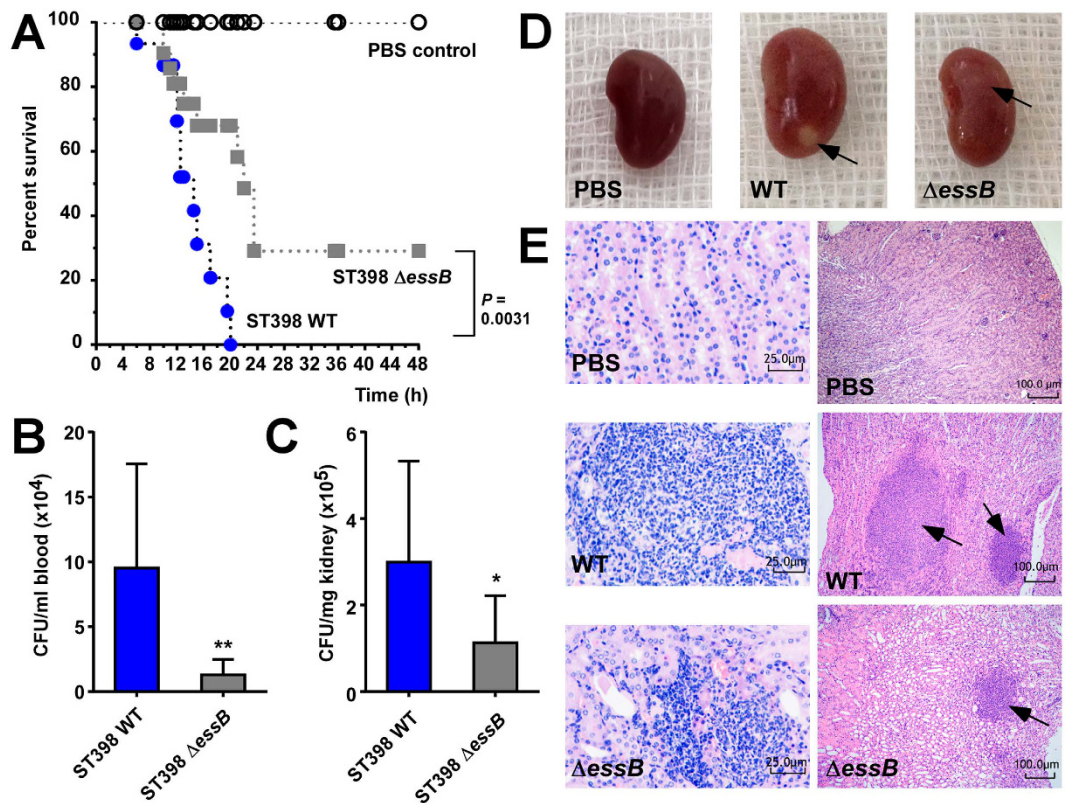 A
Percent survival
100
80
60
40
20
0
0 4 8 12 16 20 24 28 32 36 40 44 48
Time (h)
PBS control
ST398 ΔessB
ST398 WT
P =
0.0031
B
CFU/ml blood (x10⁴)
20
15
10
5
0
**
ST398 WT
ST398 ΔessB
C
CFU/mg kidney (x10⁵)
6
4
2
0
*
ST398 WT
ST398 ΔessB
D
PBS
WT
ΔessB
E
PBS
25.0μm
PBS
100.0 μm
WT
25.0μm
WT
100.0μm
ΔessB
25.0μm
ΔessB
100.0μm